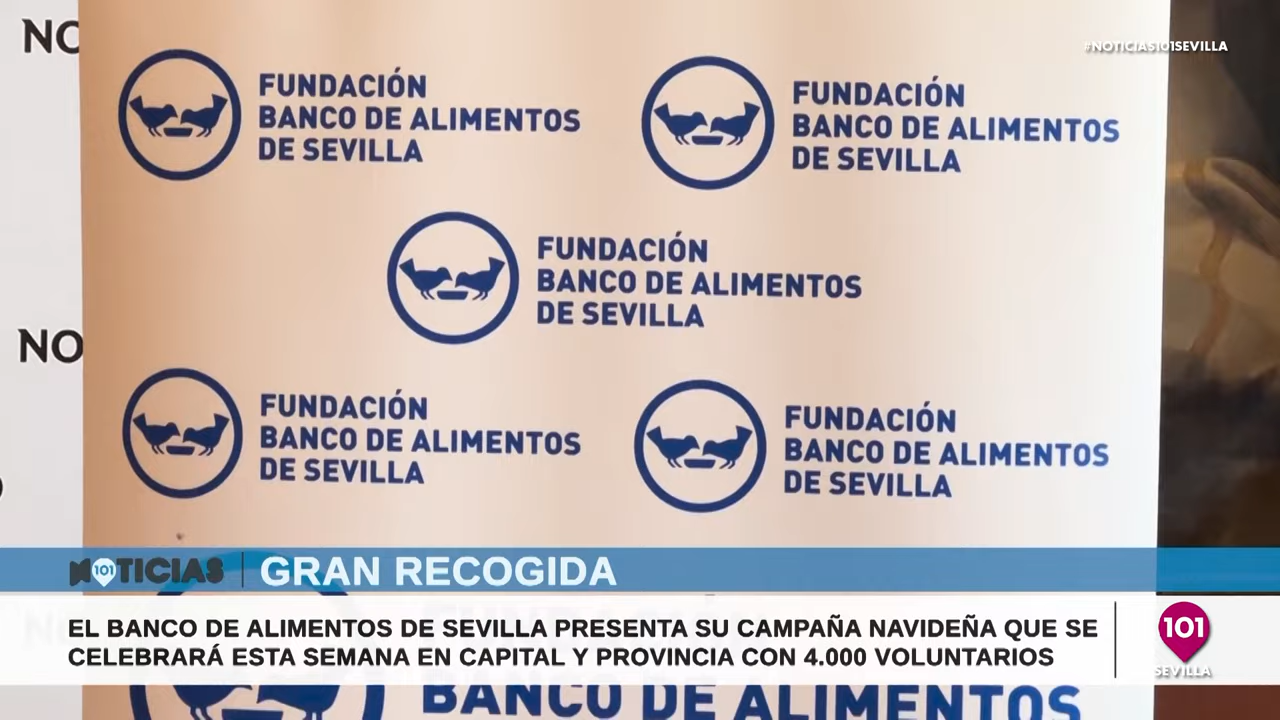 NO
#NOTICIAS101SEVILLA
FUNDACIÓN
BANCO DE ALIMENTOS
DE SEVILLA
FUNDACIÓN
BANCO DE ALIMENTOS
DE SEVILLA
FUNDACIÓN
BANCO DE ALIMENTOS
DE SEVILLA
NO
FUNDACIÓN
BANCO DE ALIMENTOS
DE SEVILLA
FUNDACIÓN
BANCO DE ALIMENTOS
DE SEVILLA
NOTICIAS 101
GRAN RECOGIDA
EL BANCO DE ALIMENTOS DE SEVILLA PRESENTA SU CAMPAÑA NAVIDEÑA QUE SE
CELEBRARÁ ESTA SEMANA EN CAPITAL Y PROVINCIA CON 4.000 VOLUNTARIOS
101
SEVILLA
BANCO DE ALIMENTOS